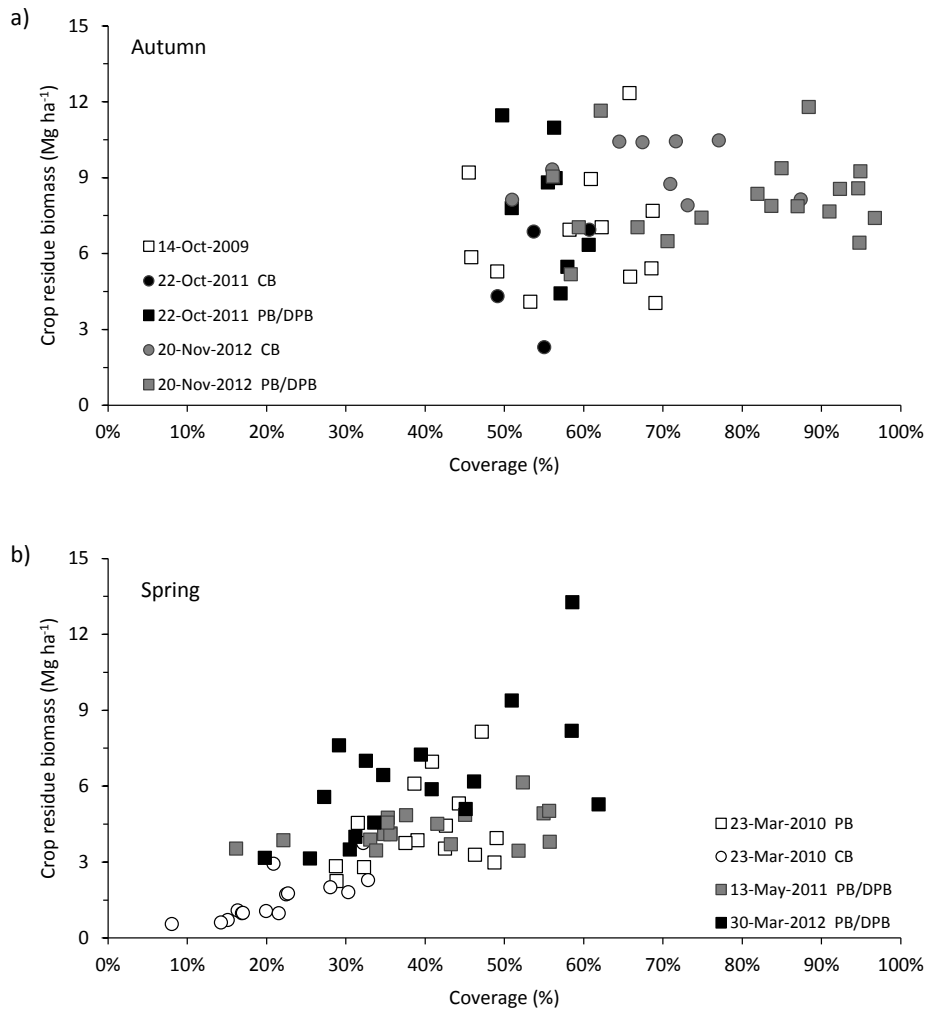 a)
Autumn
Crop residue biomass (Mg ha-1)
15
12
9
6
3
0
14-Oct-2009
22-Oct-2011 CB
22-Oct-2011 PB/DPB
20-Nov-2012 CB
20-Nov-2012 PB/DPB
0% 10% 20% 30% 40% 50% 60% 70% 80% 90% 100%
Coverage (%)
b)
Spring
Crop residue biomass (Mg ha-1)
15
12
9
6
3
0
23-Mar-2010 PB
23-Mar-2010 CB
13-May-2011 PB/DPB
30-Mar-2012 PB/DPB
0% 10% 20% 30% 40% 50% 60% 70% 80% 90% 100%
Coverage (%)